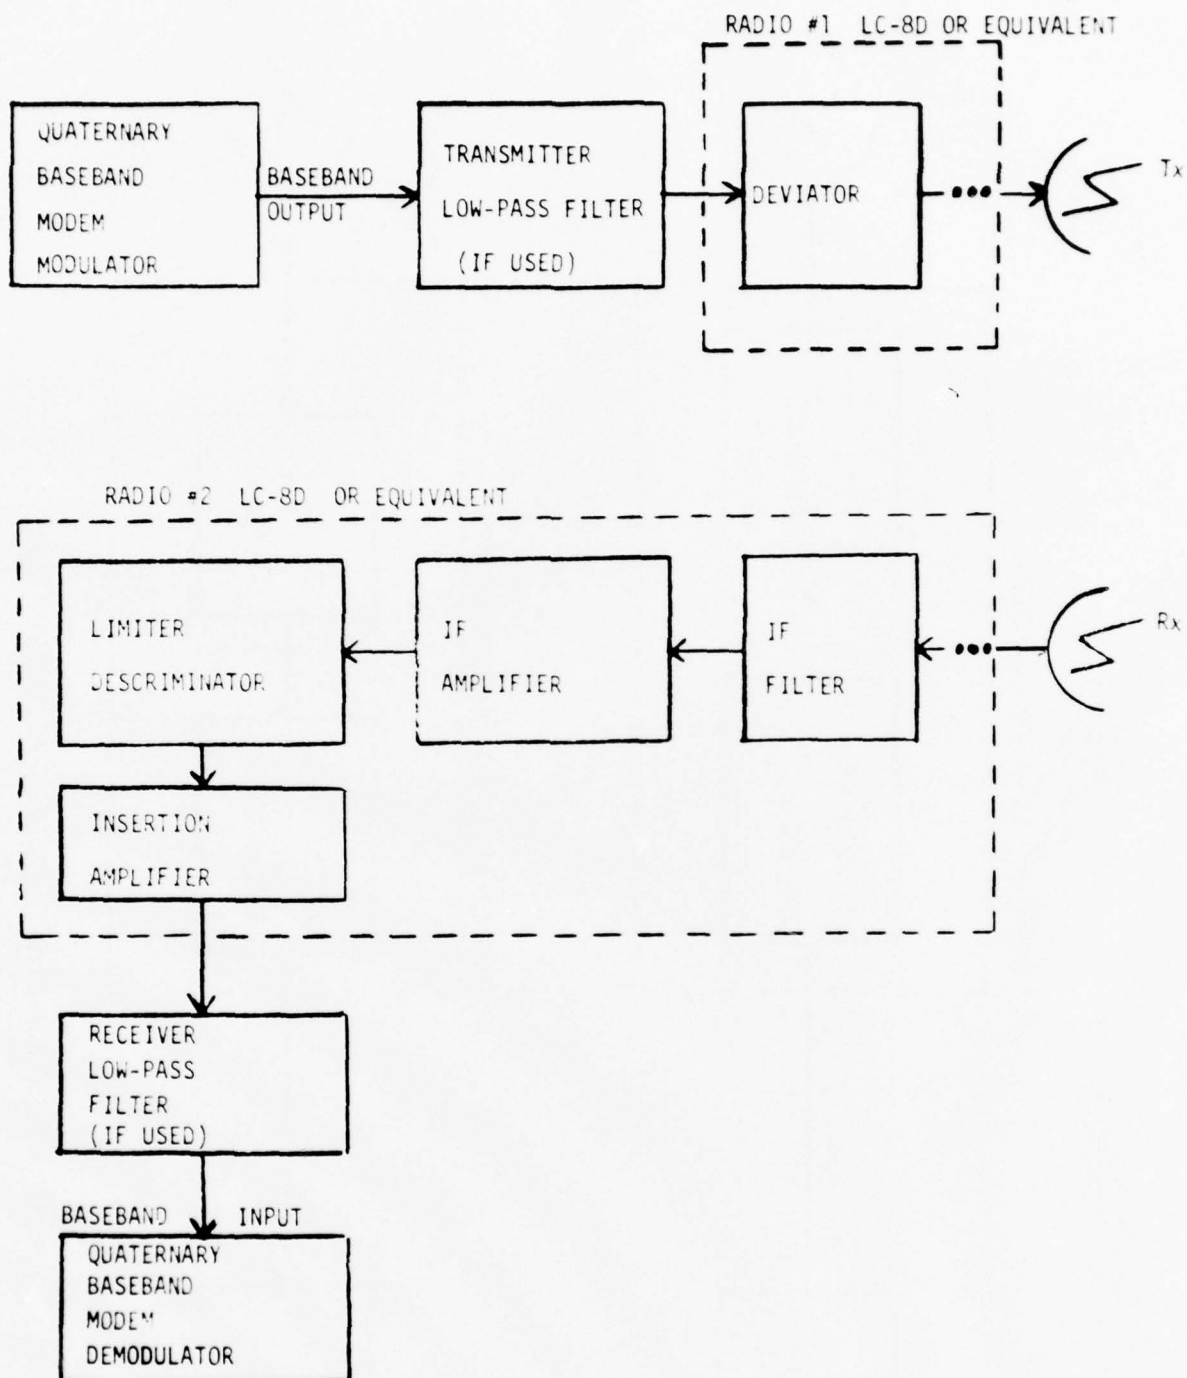 RADIO #1 LC-8D OR EQUIVALENT
QUATERNARY
BASEBAND
MODEM
MODULATOR
BASEBAND
OUTPUT
TRANSMITTER
LOW-PASS FILTER
(IF USED)
DEVIATOR
Tx
RADIO #2 LC-8D OR EQUIVALENT
LIMITER
DESCRIMINATOR
IF
AMPLIFIER
IF
FILTER
Rx
INSERTION
AMPLIFIER
RECEIVER
LOW-PASS
FILTER
(IF USED)
BASEBAND INPUT
QUATERNARY
BASEBAND
MODEM
DEMODULATOR